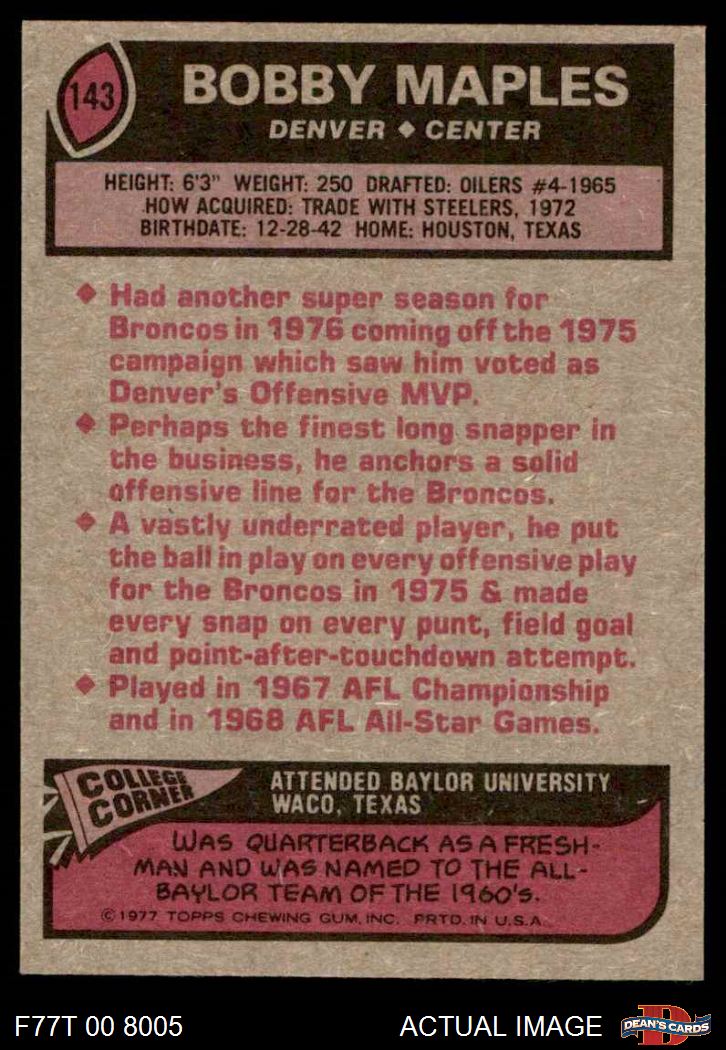 143
BOBBY MAPLES
DENVER ◆ CENTER
HEIGHT: 6'3" WEIGHT: 250 DRAFTED: OILERS #4-1965
HOW ACQUIRED: TRADE WITH STEELERS, 1972
BIRTHDATE: 12-28-42 HOME: HOUSTON, TEXAS
◆ Had another super season for
Broncos in 1976 coming off the 1975
campaign which saw him voted as
Denver's Offensive MVP.
◆ Perhaps the finest long snapper in
the business, he anchors a solid
offensive line for the Broncos.
◆ A vastly underrated player, he put
the ball in play on every offensive play
for the Broncos in 1975 & made
every snap on every punt, field goal
and point-after-touchdown attempt.
◆ Played in 1967 AFL Championship
and in 1968 AFL All-Star Games.
COLLEGE
CORNER
ATTENDED BAYLOR UNIVERSITY
WACO, TEXAS
WAS QUARTERBACK AS A FRESH-
MAN AND WAS NAMED TO THE ALL-
BAYLOR TEAM OF THE 1960'S.
©1977 TOPPS CHEWING GUM, INC. PRTD. IN U.S.A.
F77T 00 8005
ACTUAL IMAGE
D
DEAN'S CARDS